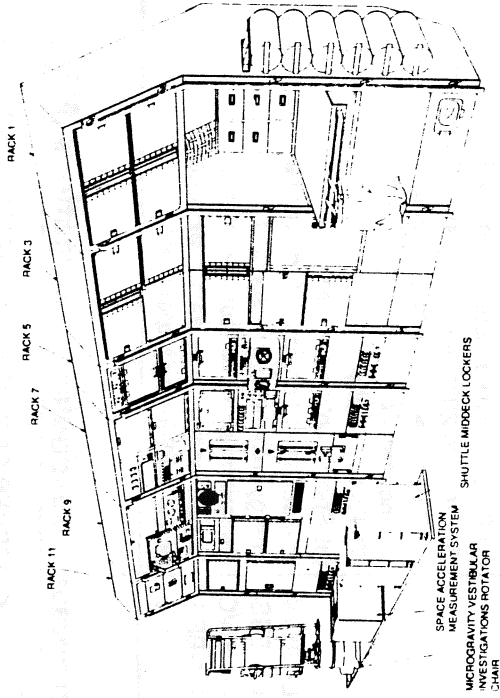 RACK 1
RACK 3
RACK 5
RACK 7
RACK 9
RACK 11
SHUTTLE MIDDECK LOCKERS
SPACE ACCELERATION
MEASUREMENT SYSTEM
MICROGRAVITY VESTIBULAR
INVESTIGATIONS ROTATOR
CHAIR